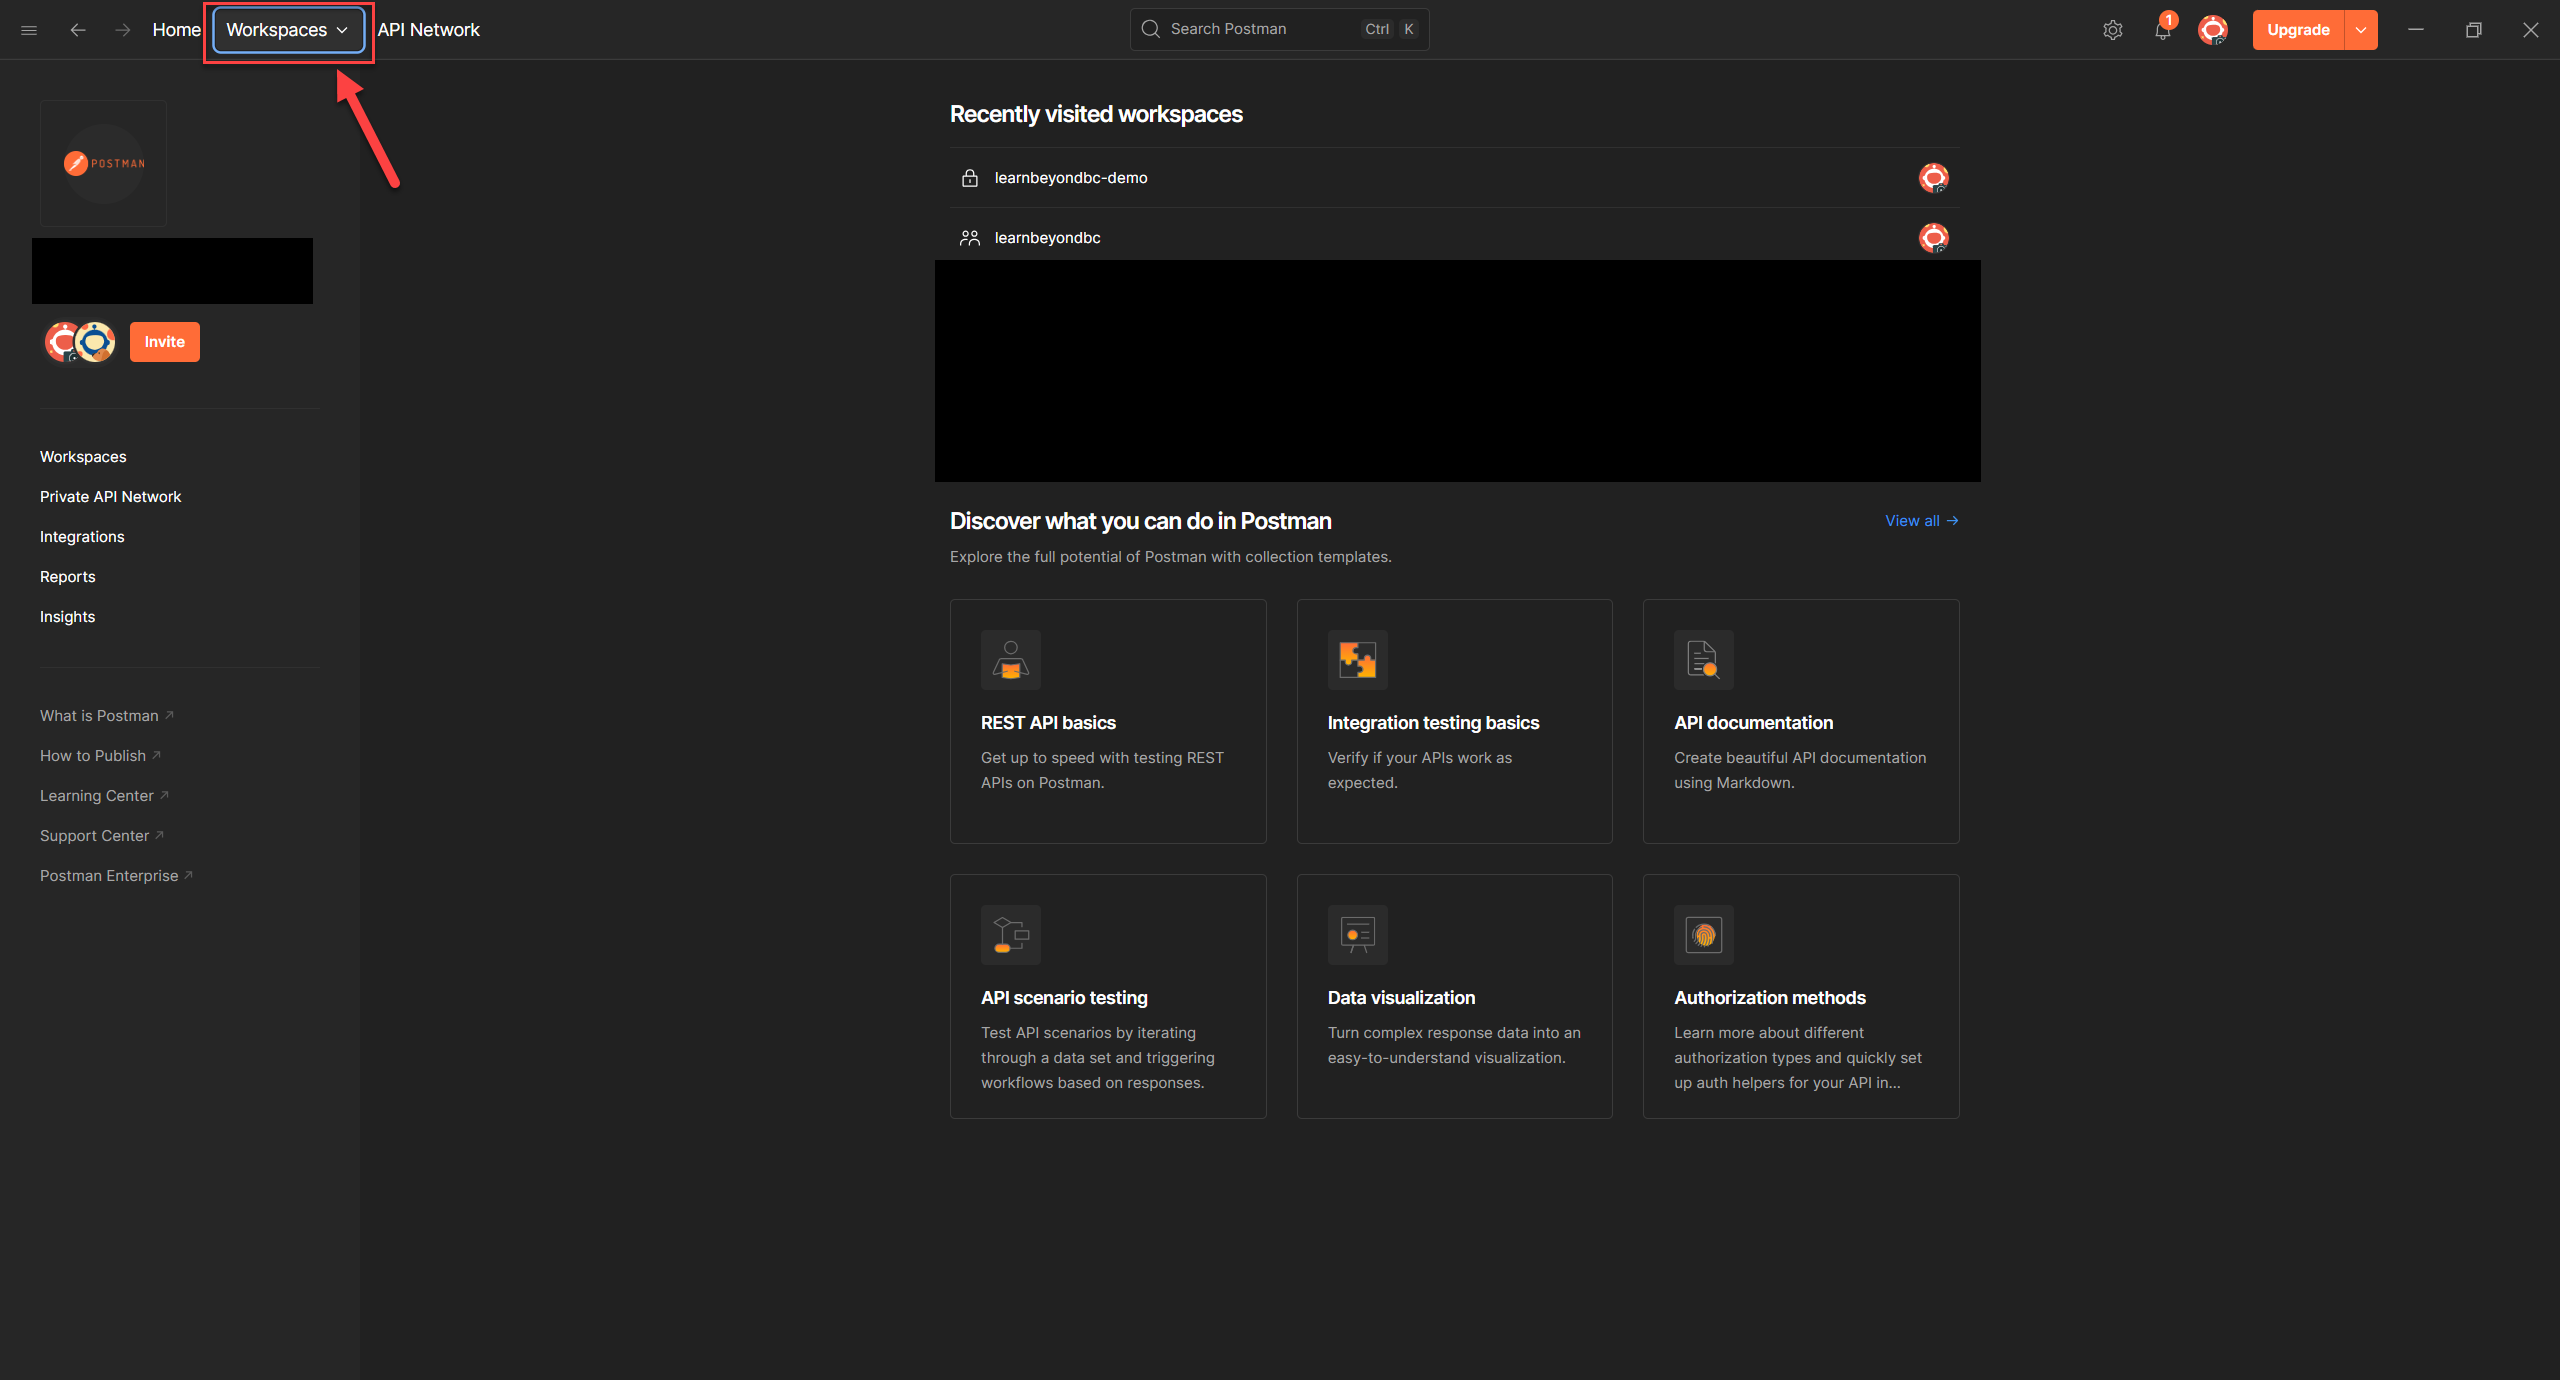 Home
Workspaces
API Network
Search Postman
Ctrl K
1
Upgrade
POSTMAN
Invite
Workspaces
Private API Network
Integrations
Reports
Insights
What is Postman
How to Publish
Learning Center
Support Center
Postman Enterprise
Recently visited workspaces
learnbeyondbc-demo
learnbeyondbc
Discover what you can do in Postman
View all
Explore the full potential of Postman with collection templates.
REST API basics
Get up to speed with testing REST
APIs on Postman.
Integration testing basics
Verify if your APIs work as
expected.
API documentation
Create beautiful API documentation
using Markdown.
API scenario testing
Test API scenarios by iterating
through a data set and triggering
workflows based on responses.
Data visualization
Turn complex response data into an
easy-to-understand visualization.
Authorization methods
Learn more about different
authorization types and quickly set
up auth helpers for your API in...